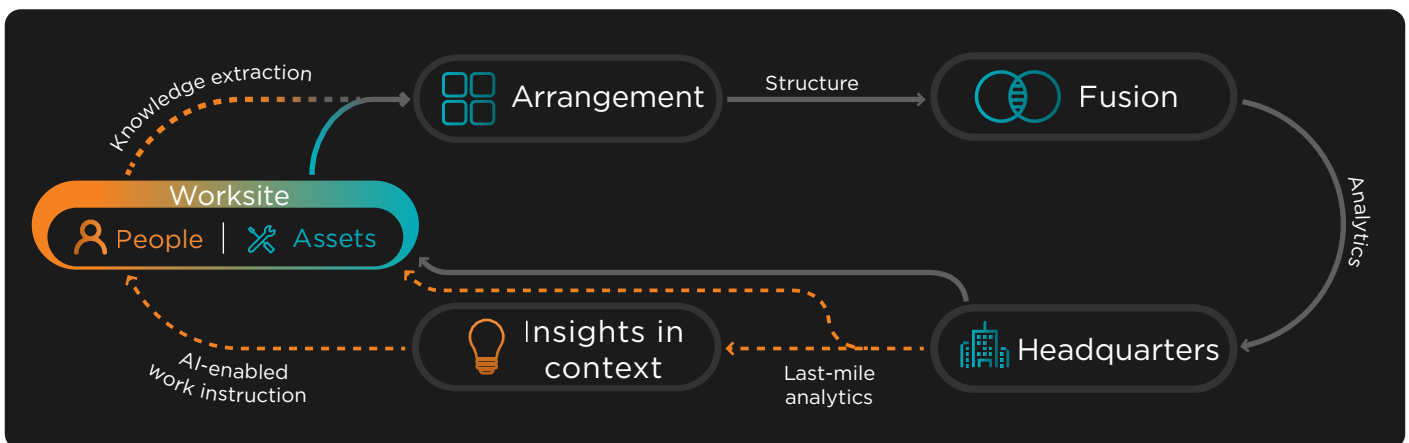 Knowledge extraction
Arrangement
Structure
Fusion
Analytics
Worksite
People
Assets
Insights in
context
Headquarters
AI-enabled
work instruction
Last-mile
analytics